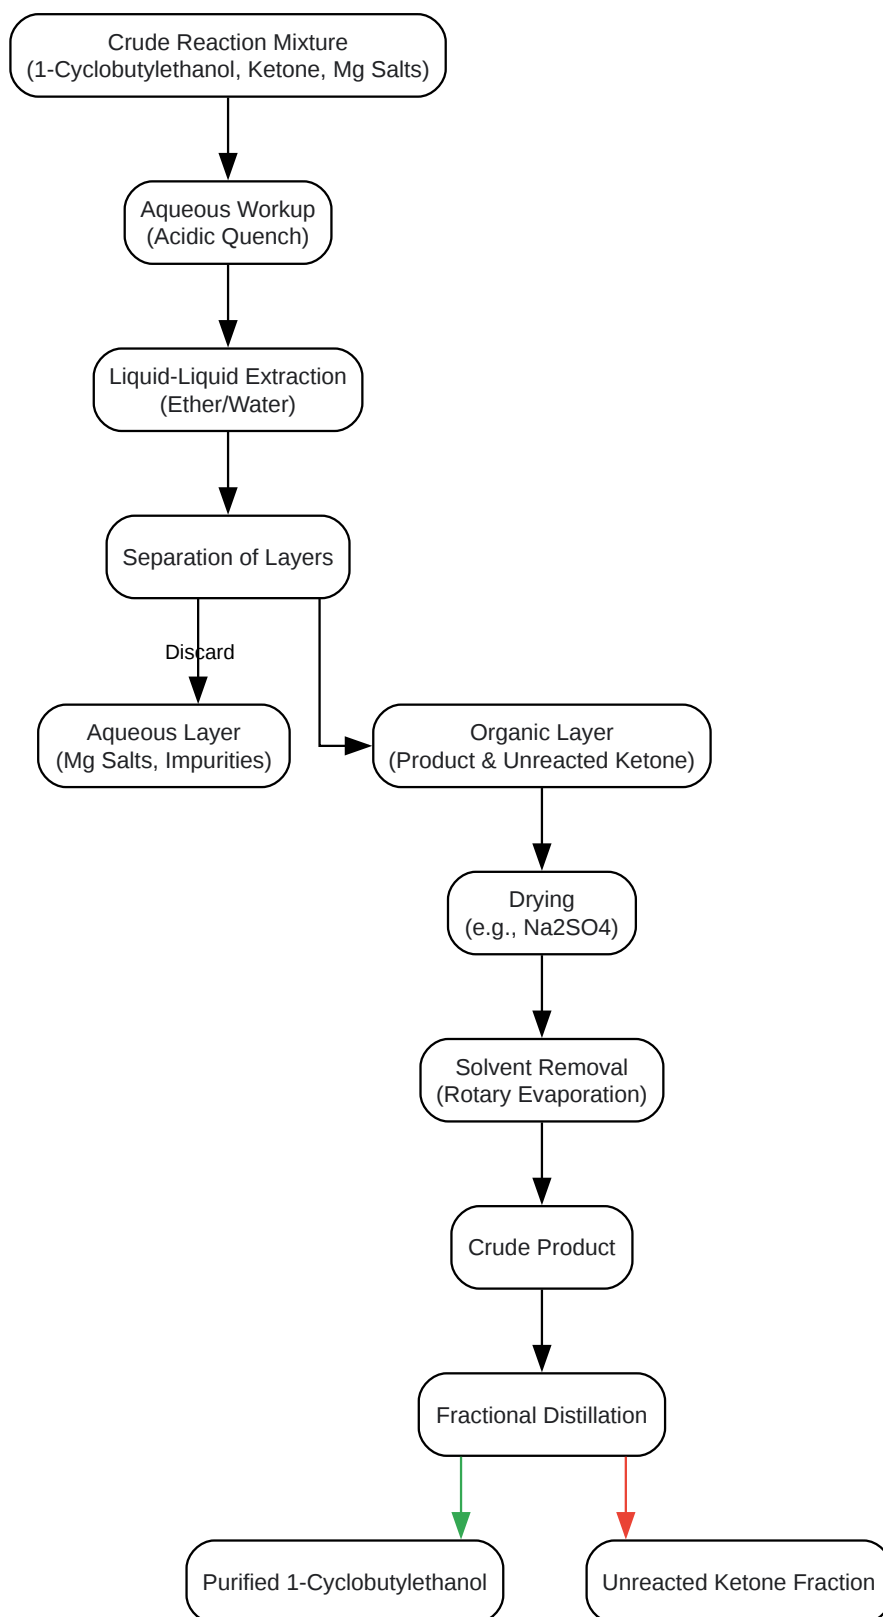 Crude Reaction Mixture
(1-Cyclobutylethanol, Ketone, Mg Salts)
Aqueous Workup
(Acidic Quench)
Liquid-Liquid Extraction
(Ether/Water)
Separation of Layers
Discard
Aqueous Layer
(Mg Salts, Impurities)
Organic Layer
(Product & Unreacted Ketone)
Drying
(e.g., Na2SO4)
Solvent Removal
(Rotary Evaporation)
Crude Product
Fractional Distillation
Purified 1-Cyclobutylethanol
Unreacted Ketone Fraction